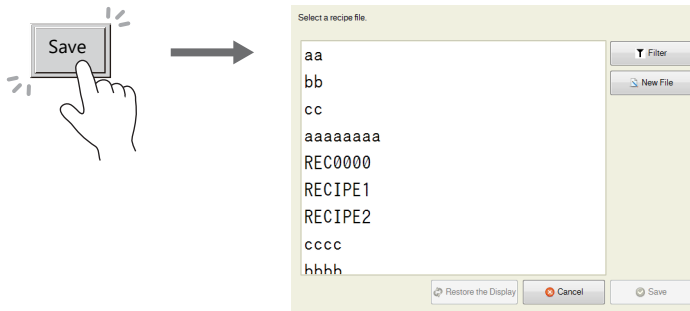 Save
Select a recipe file.
aa
bb
cc
aaaaaaaa
REC0000
RECIPE1
RECIPE2
cccc
bbbb
Filter
New File
Restore the Display
Cancel
Save